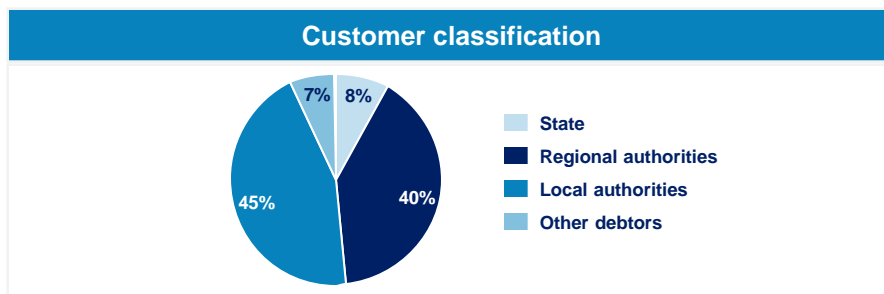 Customer classification
7%
8%
State
Regional authorities
40%
Local authorities
45%
Other debtors